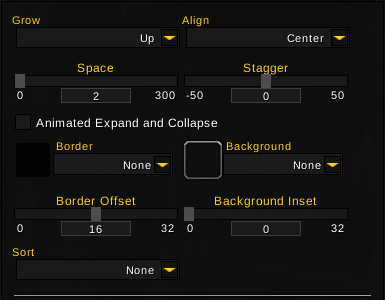 Grow Align
Up Center
Space Stagger
0 2 300 -50 0 50
Animated Expand and Collapse
Border Background
None None
Border Offset Background Inset
0 16 32 0 0 32
Sort
None